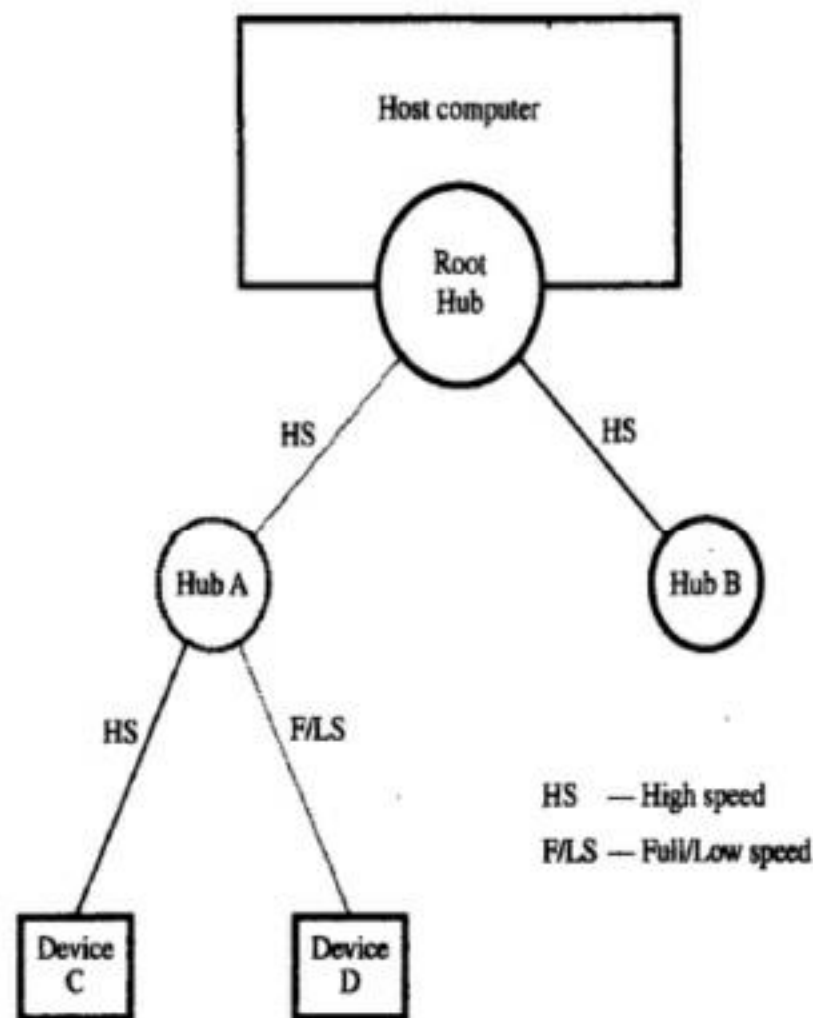 Host computer
Root
Hub
HS
HS
Hub A
Hub B
HS
F/LS
HS — High speed
F/LS — Full/Low speed
Device
C
Device
D